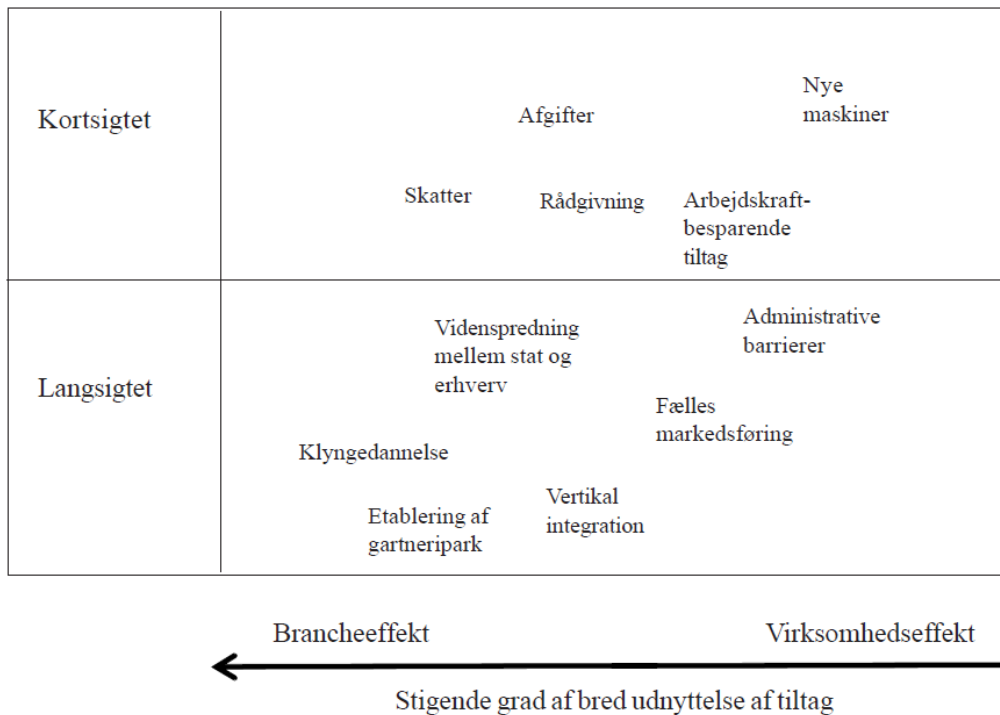 Kortsigtet
Afgifter
Nye
maskiner
Skatter
Rådgivning
Arbejdskraft-
besparende
tiltag
Langsigtet
Videnspredning
mellem stat og
erhverv
Administrative
barrierer
Fælles
markedsføring
Klyngedannelse
Etablering af
gartneripark
Vertikal
integration
Brancheeffekt
Virksomhedseffekt
Stigende grad af bred udnyttelse af tiltag